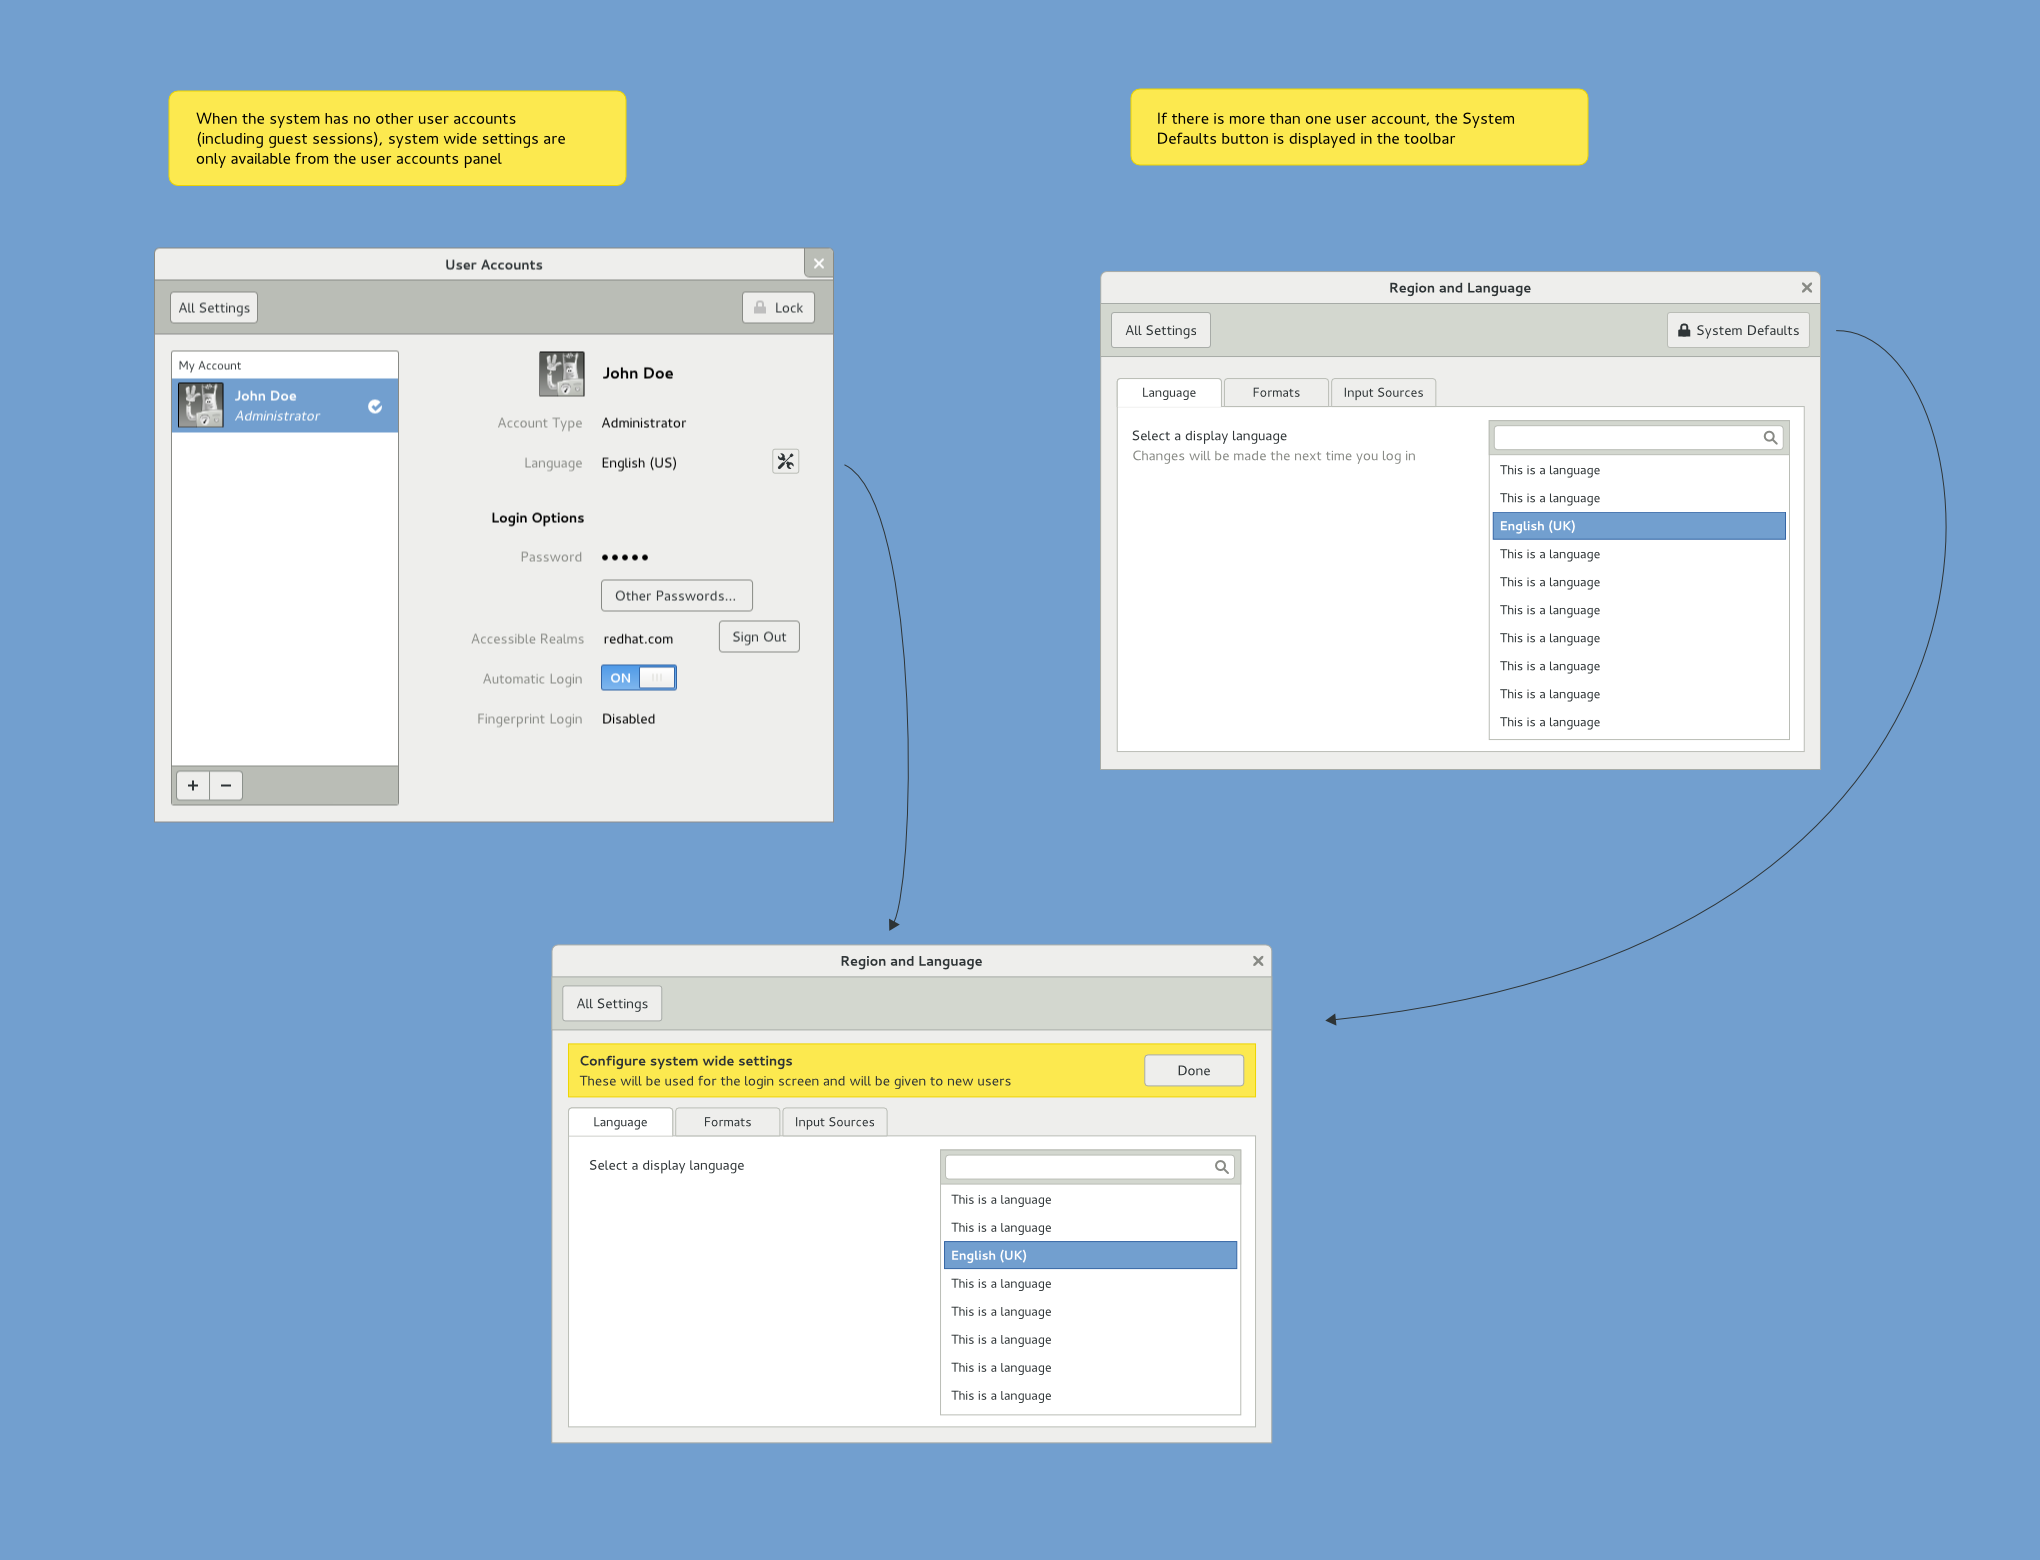 When the system has no other user accounts
(including guest sessions), system wide settings are
only available from the user accounts panel
If there is more than one user account, the System
Defaults button is displayed in the toolbar
User Accounts
All Settings
Lock
My Account
John Doe
Administrator
John Doe
Account Type Administrator
Language English (US)
Login Options
Password
Other Passwords...
Accessible Realms redhat.com Sign Out
Automatic Login ON
Fingerprint Login Disabled
Region and Language
All Settings
System Defaults
Language Formats Input Sources
Select a display language
Changes will be made the next time you log in
This is a language
This is a language
English (UK)
This is a language
This is a language
This is a language
This is a language
This is a language
This is a language
This is a language
Region and Language
All Settings
Configure system wide settings
These will be used for the login screen and will be given to new users
Done
Language Formats Input Sources
Select a display language
This is a language
This is a language
English (UK)
This is a language
This is a language
This is a language
This is a language
This is a language